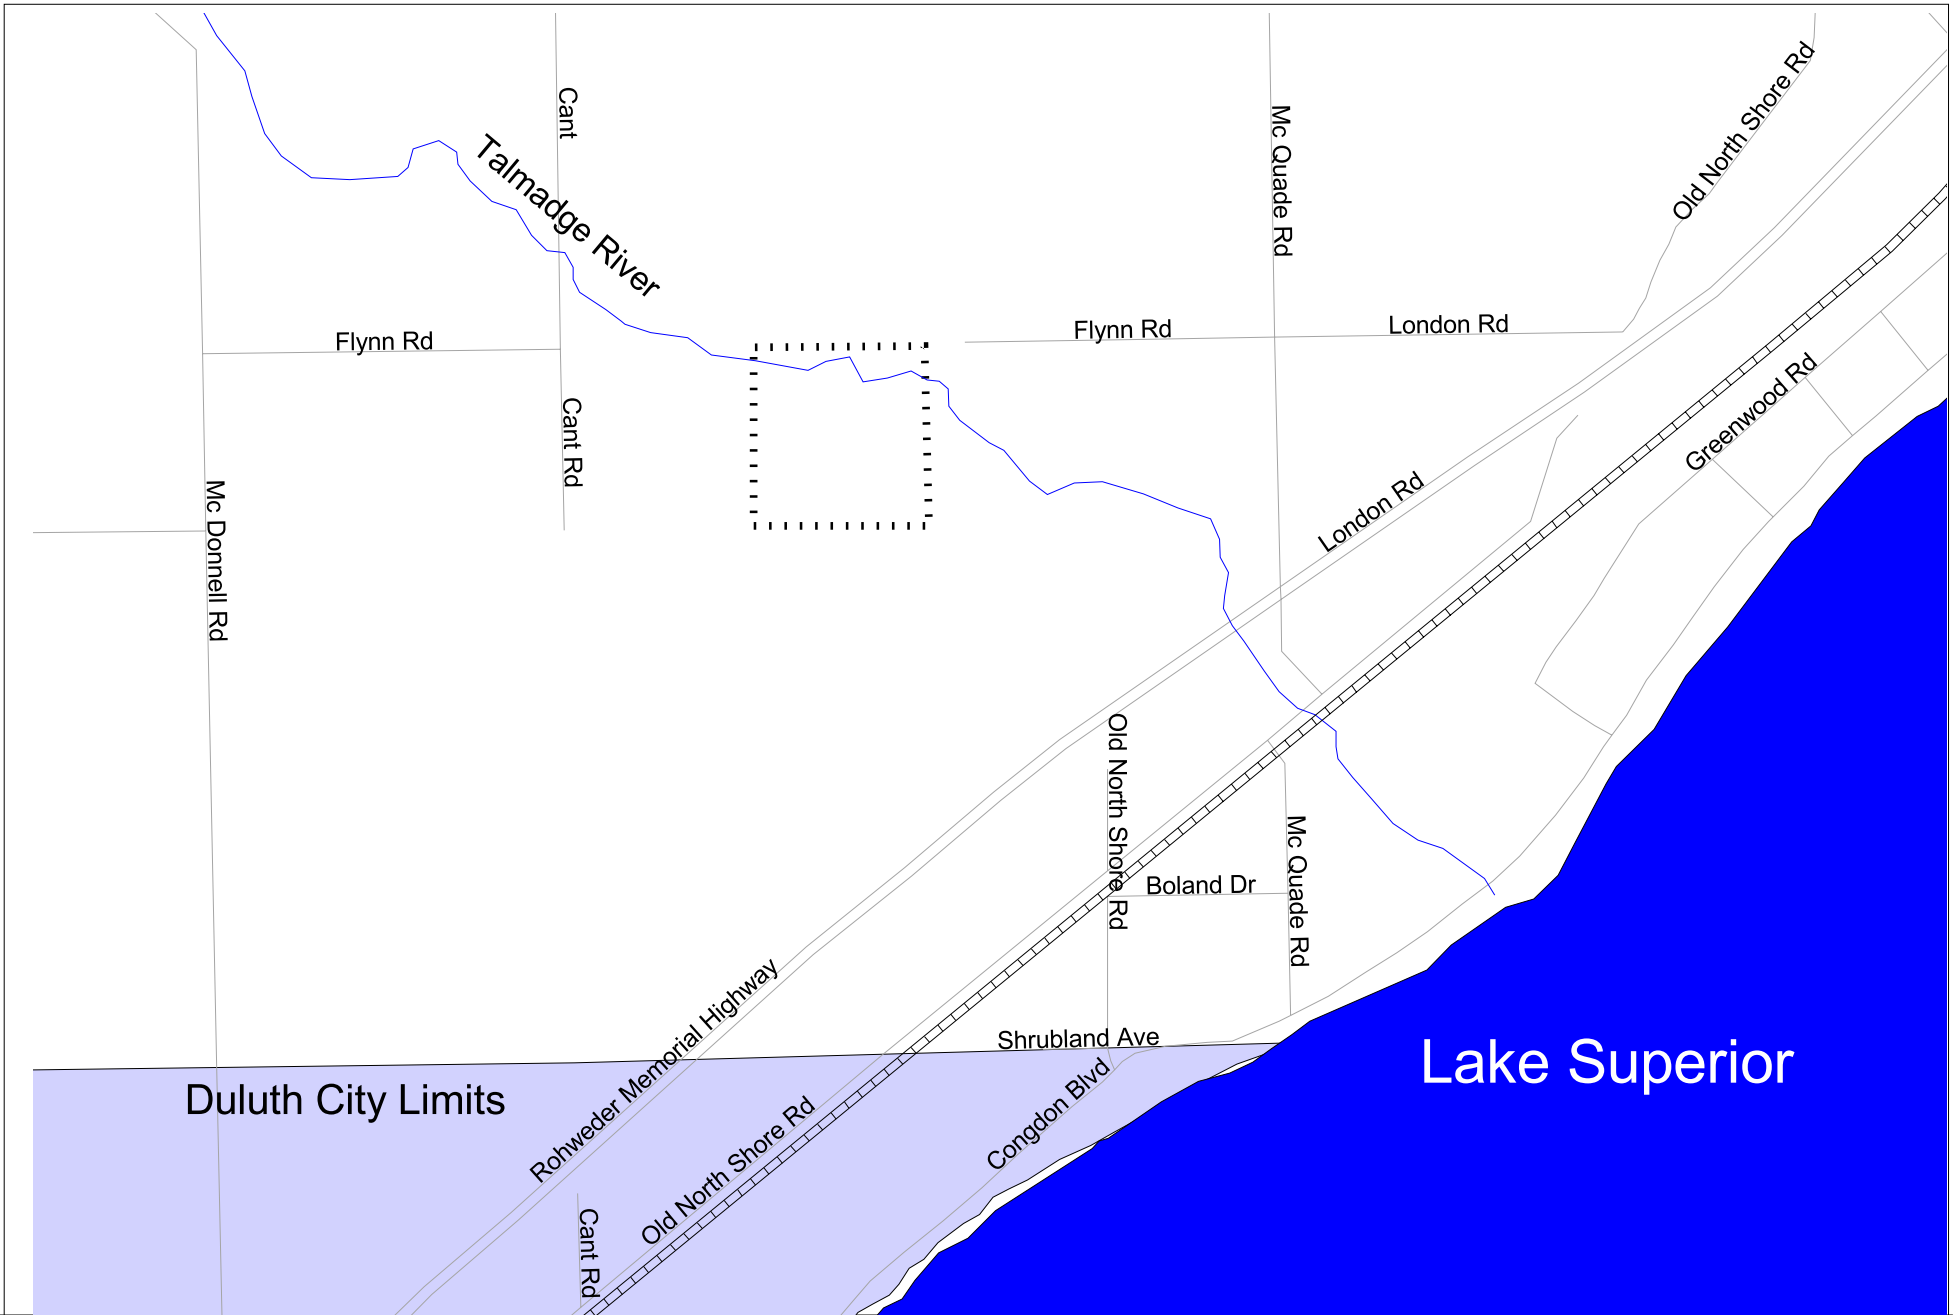 Cant
Mc Quade Rd
Old North Shore Rd
Talmadge River
Flynn Rd
Flynn Rd
London Rd
Greenwood Rd
Cant Rd
Mc Donnell Rd
London Rd
Old North Shore Rd
Mc Quade Rd
Boland Dr
Rohweder Memorial Highway
Shrubland Ave
Lake Superior
Duluth City Limits
Congdon Blvd
Old North Shore Rd
Cant Rd